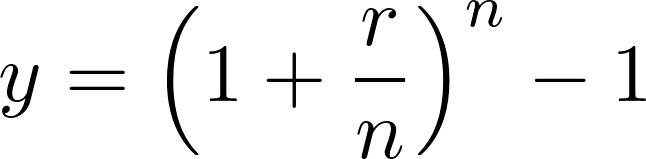 y = (1 + r/n)^n − 1